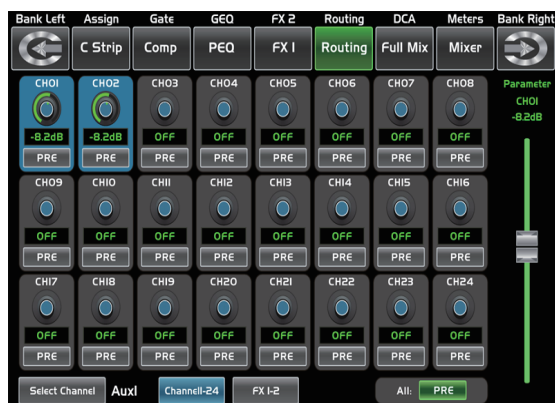 Bank Left Assign Gate GEQ FX 2 Routing DCA Meters Bank Right
C Strip Comp PEQ FX 1 Routing Full Mix Mixer
CH01 CH02 CH03 CH04 CH05 CH06 CH07 CH08 Parameter
CH01
-8.2dB -8.2dB OFF OFF OFF OFF OFF OFF -8.2dB
PRE PRE PRE PRE PRE PRE PRE PRE
CH09 CH10 CH11 CH12 CH13 CH14 CH15 CH16
OFF OFF OFF OFF OFF OFF OFF OFF
PRE PRE PRE PRE PRE PRE PRE PRE
CH17 CH18 CH19 CH20 CH21 CH22 CH23 CH24
OFF OFF OFF OFF OFF OFF OFF OFF
PRE PRE PRE PRE PRE PRE PRE PRE
Select Channel Aux1 Channel1-24 FX 1-2 All: PRE